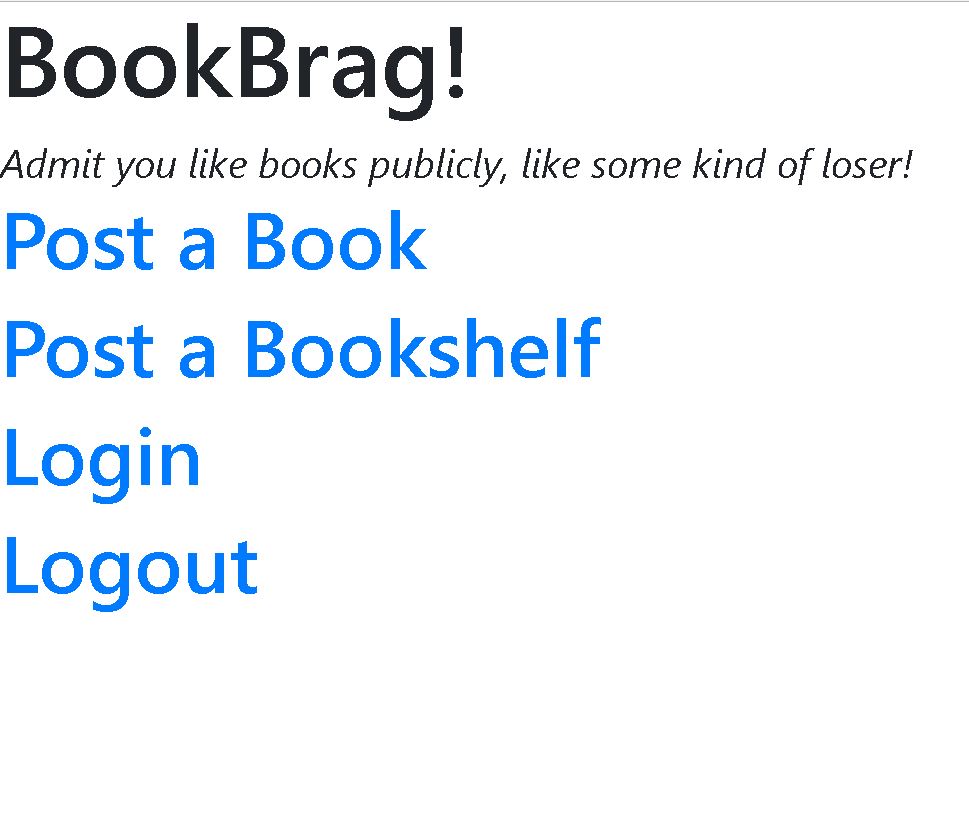 BookBrag!
Admit you like books publicly, like some kind of loser!
Post a Book
Post a Bookshelf
Login
Logout